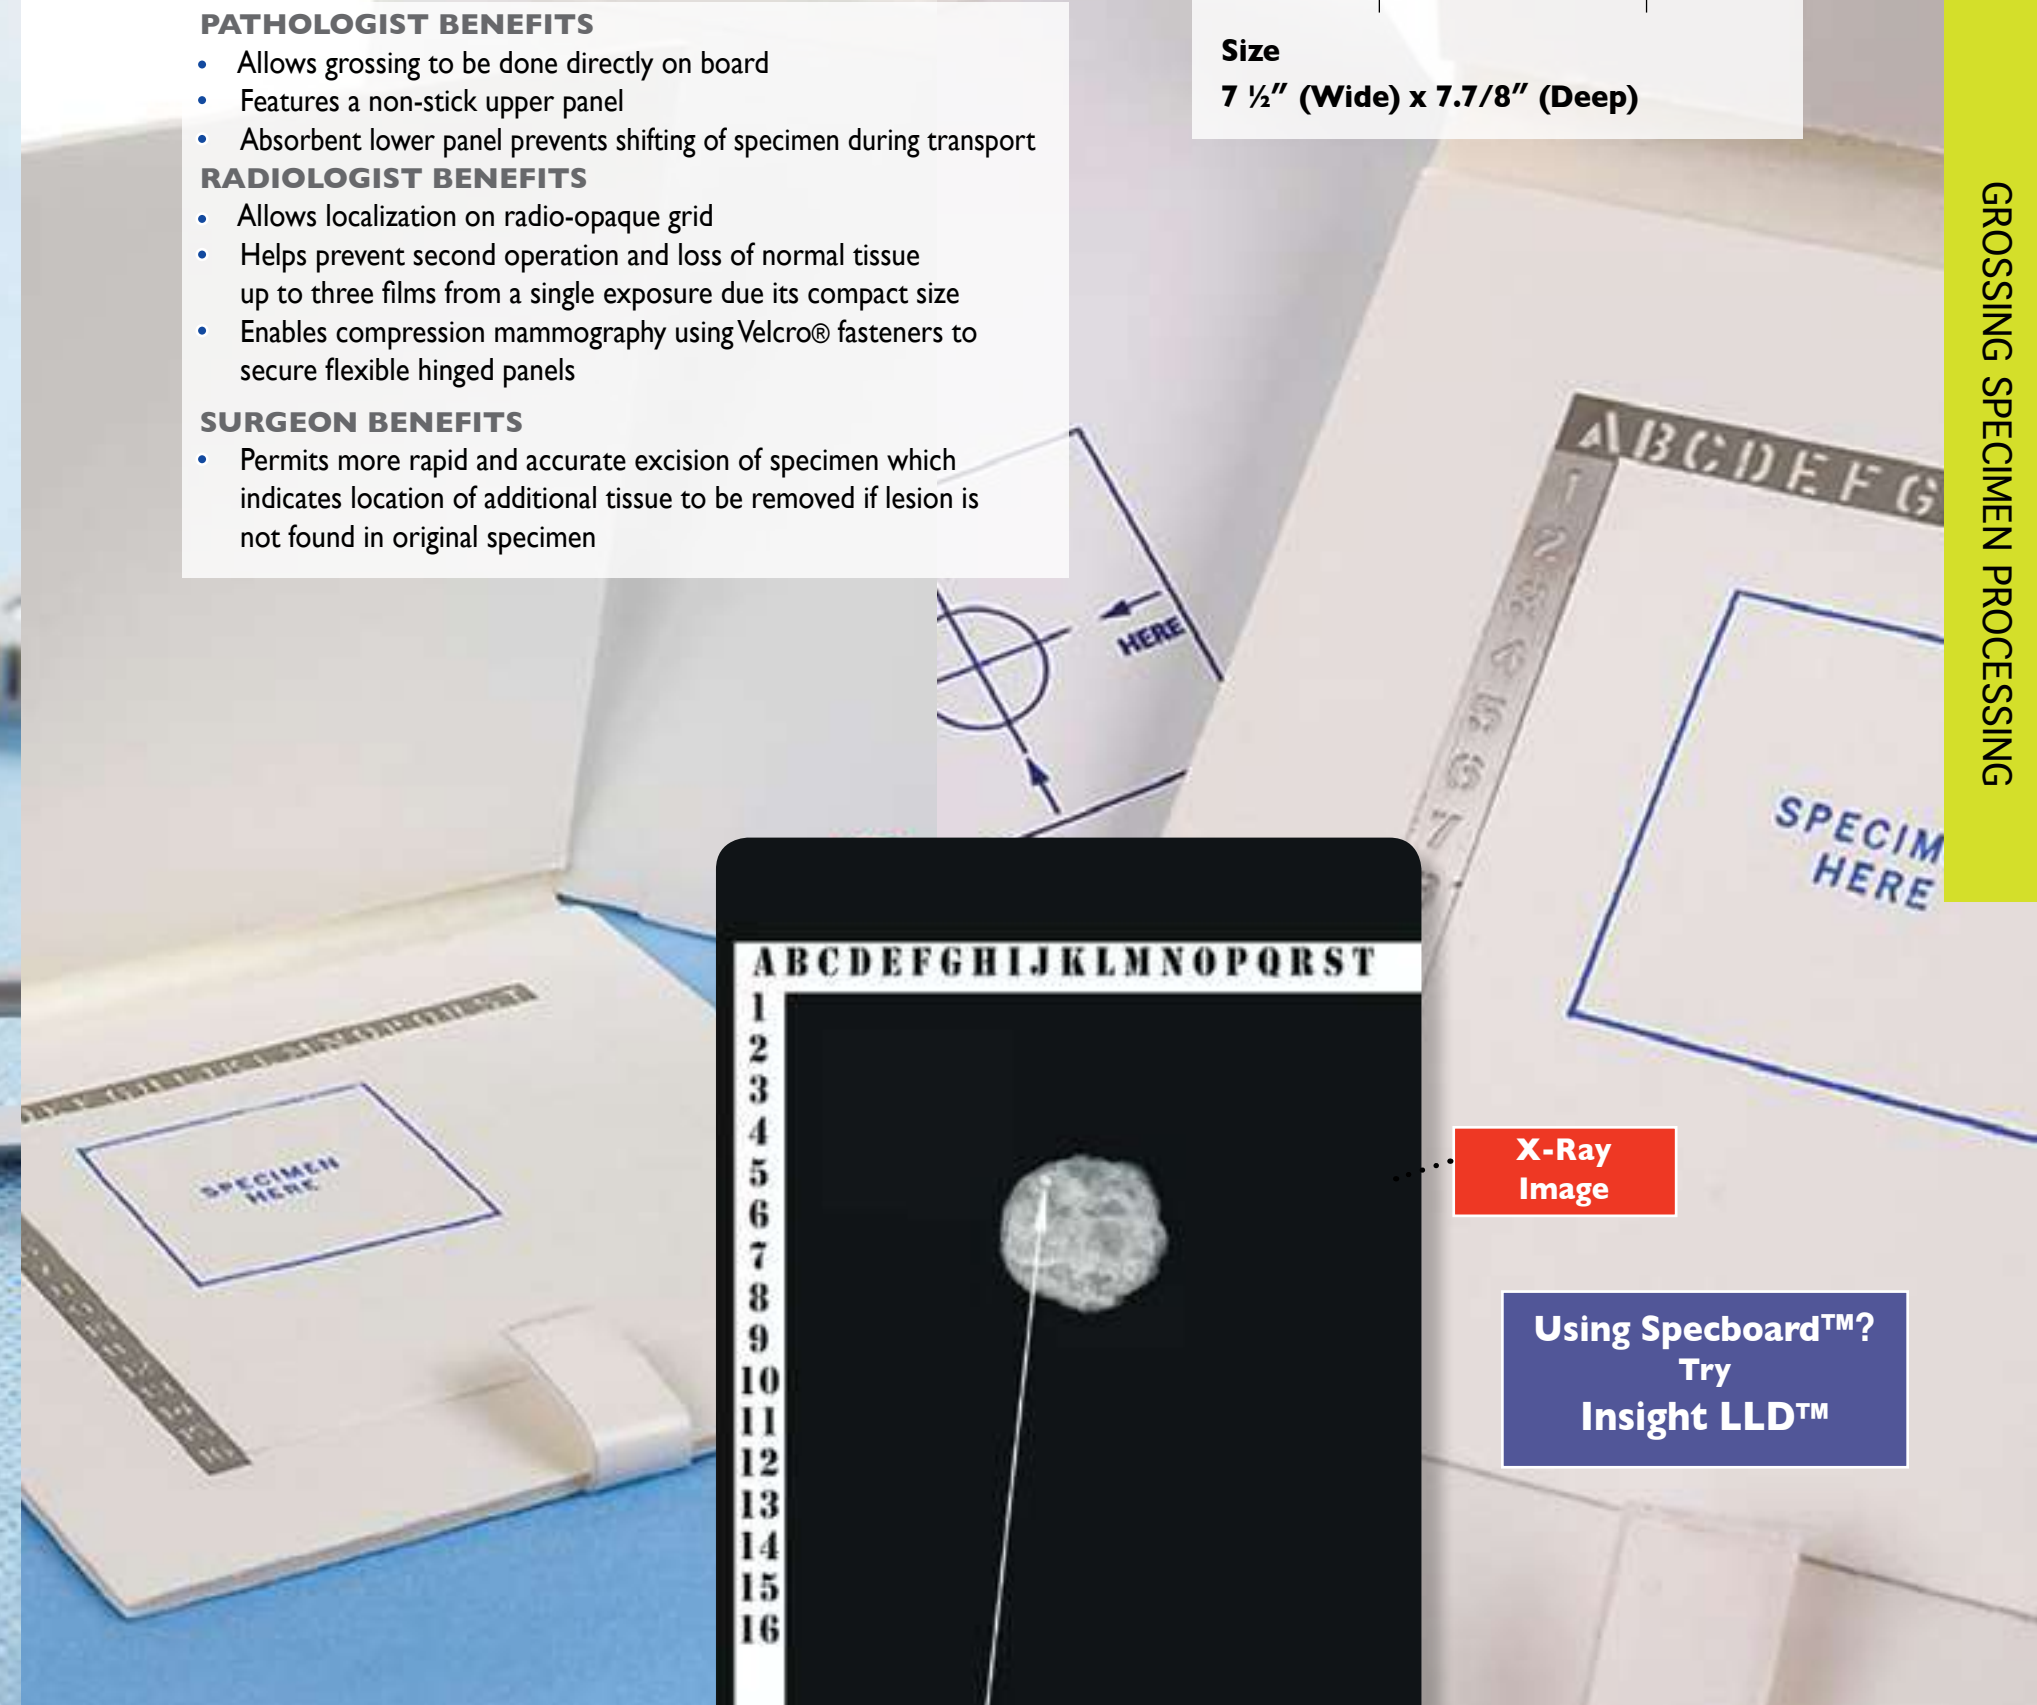 PATHOLOGIST BENEFITS
• Allows grossing to be done directly on board
• Features a non-stick upper panel
• Absorbent lower panel prevents shifting of specimen during transport
RADIOLOGIST BENEFITS
• Allows localization on radio-opaque grid
• Helps prevent second operation and loss of normal tissue
up to three films from a single exposure due its compact size
• Enables compression mammography using Velcro® fasteners to
secure flexible hinged panels
SURGEON BENEFITS
• Permits more rapid and accurate excision of specimen which
indicates location of additional tissue to be removed if lesion is
not found in original specimen
Size
7 ½″ (Wide) x 7.7/8″ (Deep)
GROSSING SPECIMEN PROCESSING
ABCDEFG
1
2
3
4
5
6
7
HERE
SPECIM
HERE
SPECIMEN
HERE
ABCDEFGHIJKLMNOPQRST
1
2
3
4
5
6
7
8
9
10
11
12
13
14
15
16
X-Ray
Image
Using Specboard™?
Try
Insight LLD™